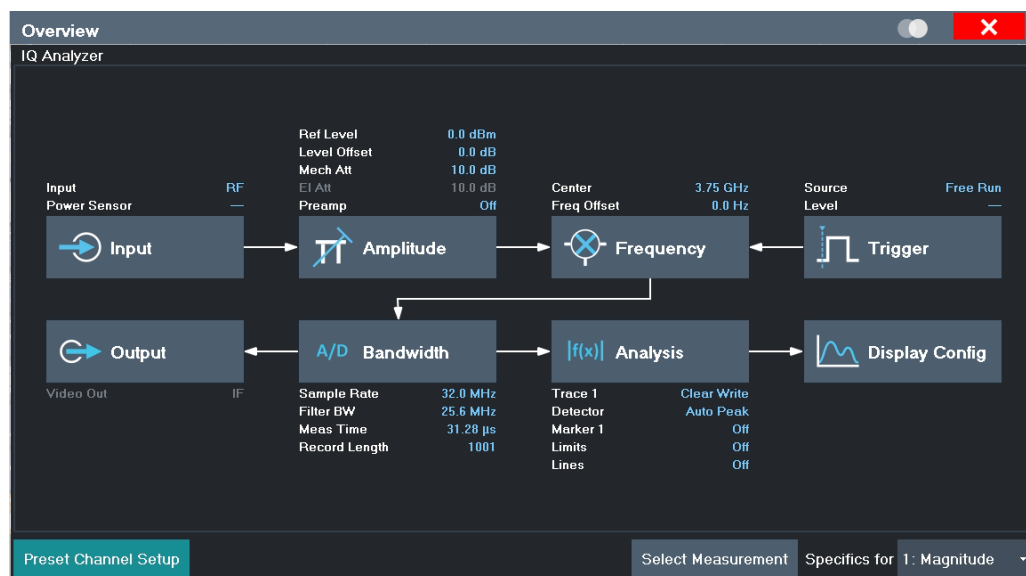 Overview
IQ Analyzer
Ref Level 0.0 dBm
Level Offset 0.0 dB
Mech Att 10.0 dB
El Att 10.0 dB
Preamp Off
Input RF
Power Sensor —
Center 3.75 GHz
Freq Offset 0.0 Hz
Source Free Run
Level —
Input
Amplitude
Frequency
Trigger
Output
A/D Bandwidth
|f(x)| Analysis
Display Config
Video Out IF
Sample Rate 32.0 MHz
Filter BW 25.6 MHz
Meas Time 31.28 µs
Record Length 1001
Trace 1 Clear Write
Detector Auto Peak
Marker 1 Off
Limits Off
Lines Off
Preset Channel Setup
Select Measurement
Specifics for 1: Magnitude